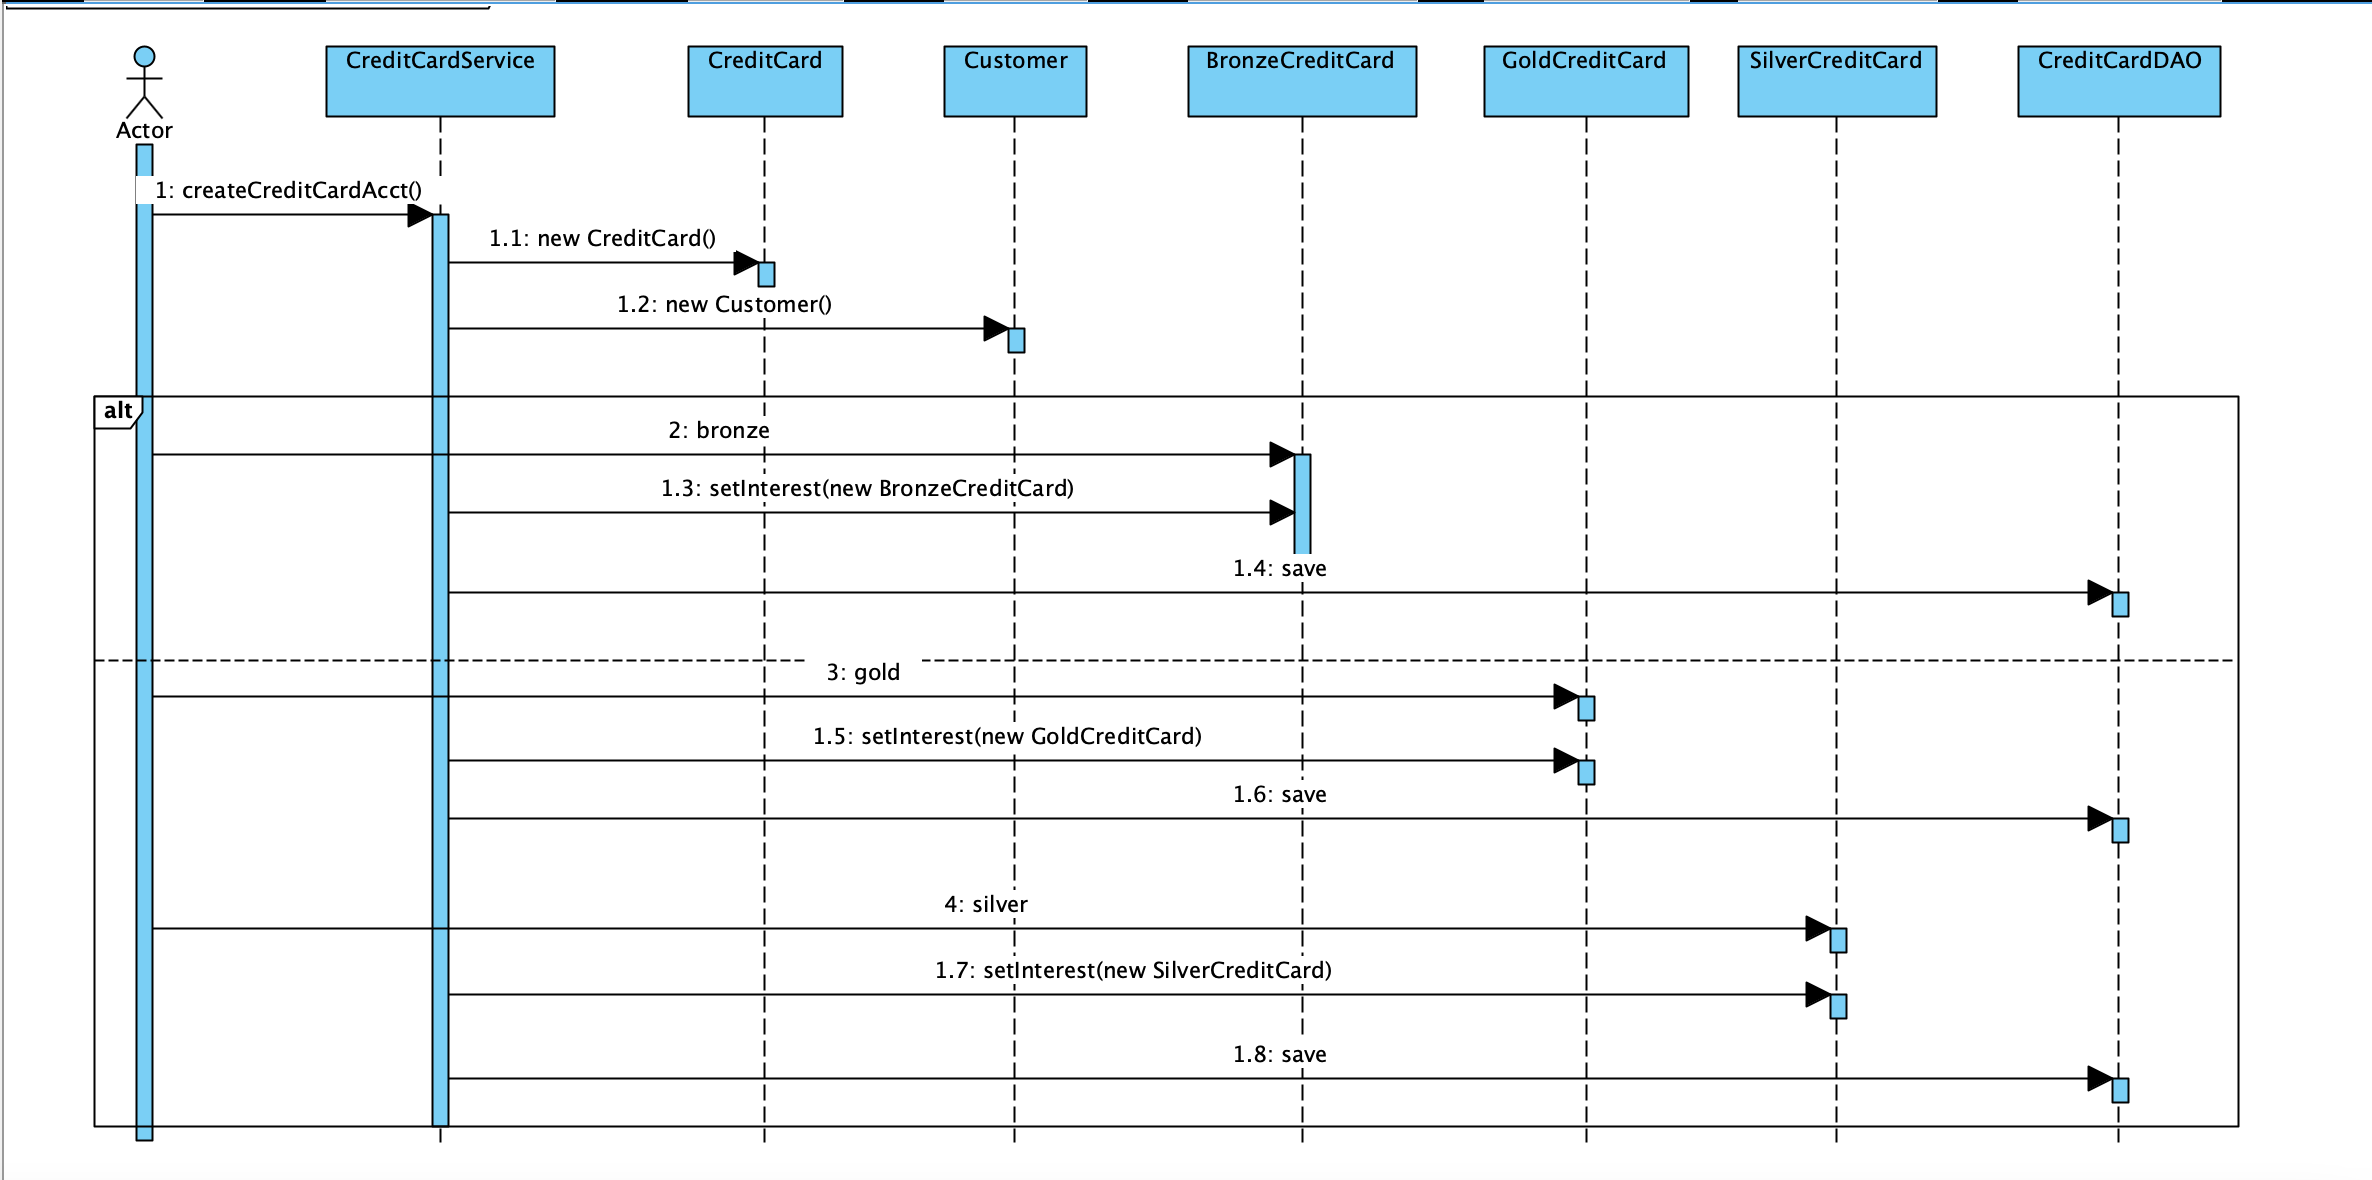 CreditCardService
CreditCard
Customer
BronzeCreditCard
GoldCreditCard
SilverCreditCard
CreditCardDAO
Actor
1: createCreditCardAcct()
1.1: new CreditCard()
1.2: new Customer()
alt
2: bronze
1.3: setInterest(new BronzeCreditCard)
1.4: save
3: gold
1.5: setInterest(new GoldCreditCard)
1.6: save
4: silver
1.7: setInterest(new SilverCreditCard)
1.8: save